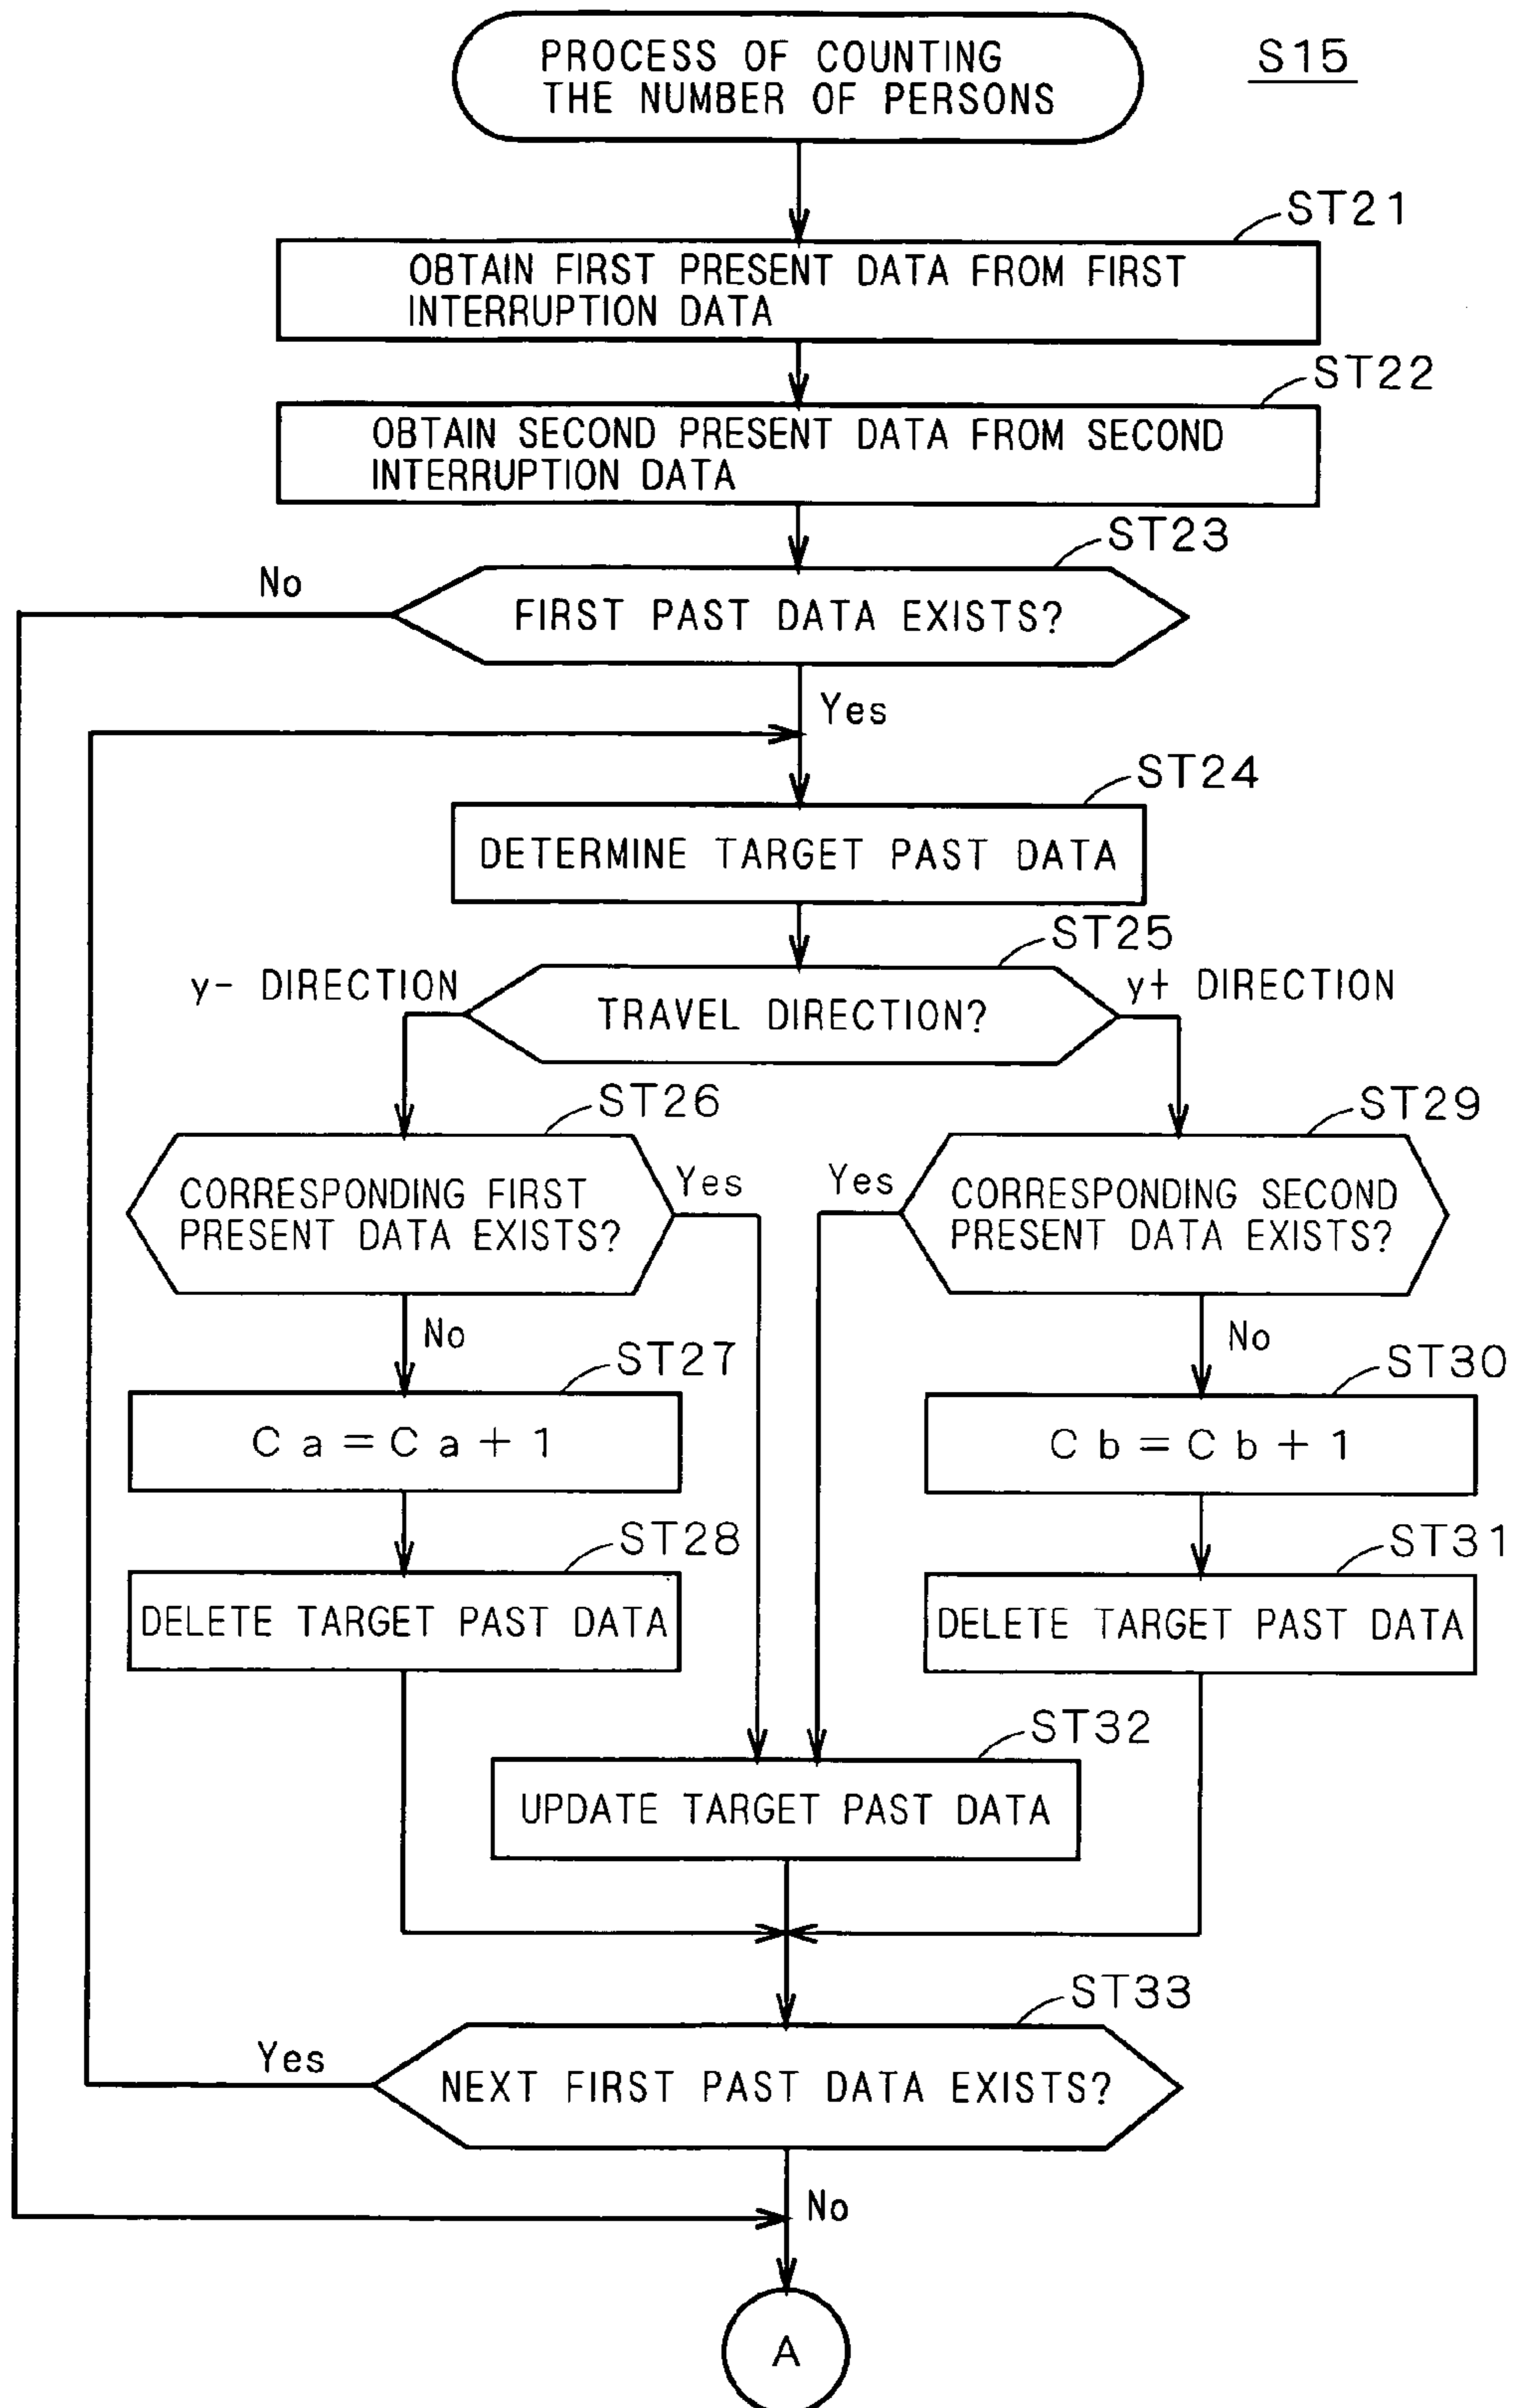 PROCESS OF COUNTING
THE NUMBER OF PERSONS
S15
ST21
OBTAIN FIRST PRESENT DATA FROM FIRST
INTERRUPTION DATA
ST22
OBTAIN SECOND PRESENT DATA FROM SECOND
INTERRUPTION DATA
ST23
No
FIRST PAST DATA EXISTS?
Yes
ST24
DETERMINE TARGET PAST DATA
ST25
y- DIRECTION
TRAVEL DIRECTION?
y+ DIRECTION
ST26
CORRESPONDING FIRST
PRESENT DATA EXISTS?
Yes
ST29
Yes
CORRESPONDING SECOND
PRESENT DATA EXISTS?
No
ST27
Ca=Ca+1
No
ST30
Cb=Cb+1
ST28
DELETE TARGET PAST DATA
ST31
DELETE TARGET PAST DATA
ST32
UPDATE TARGET PAST DATA
ST33
Yes
NEXT FIRST PAST DATA EXISTS?
No
A